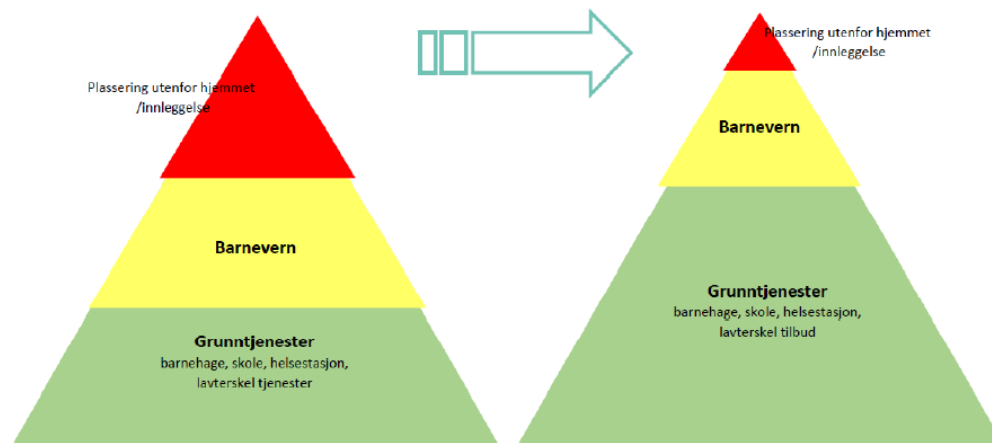 Plassering utenfor hjemmet
/Innleggelse
Barnevern
Grunntjenester
barnehage, skole, helsestasjon,
lavterskel tjenester
Plassering utenfor hjemmet
/innleggelse
Barnevern
Grunntjenester
barnehage, skole, helsestasjon,
lavterskel tilbud